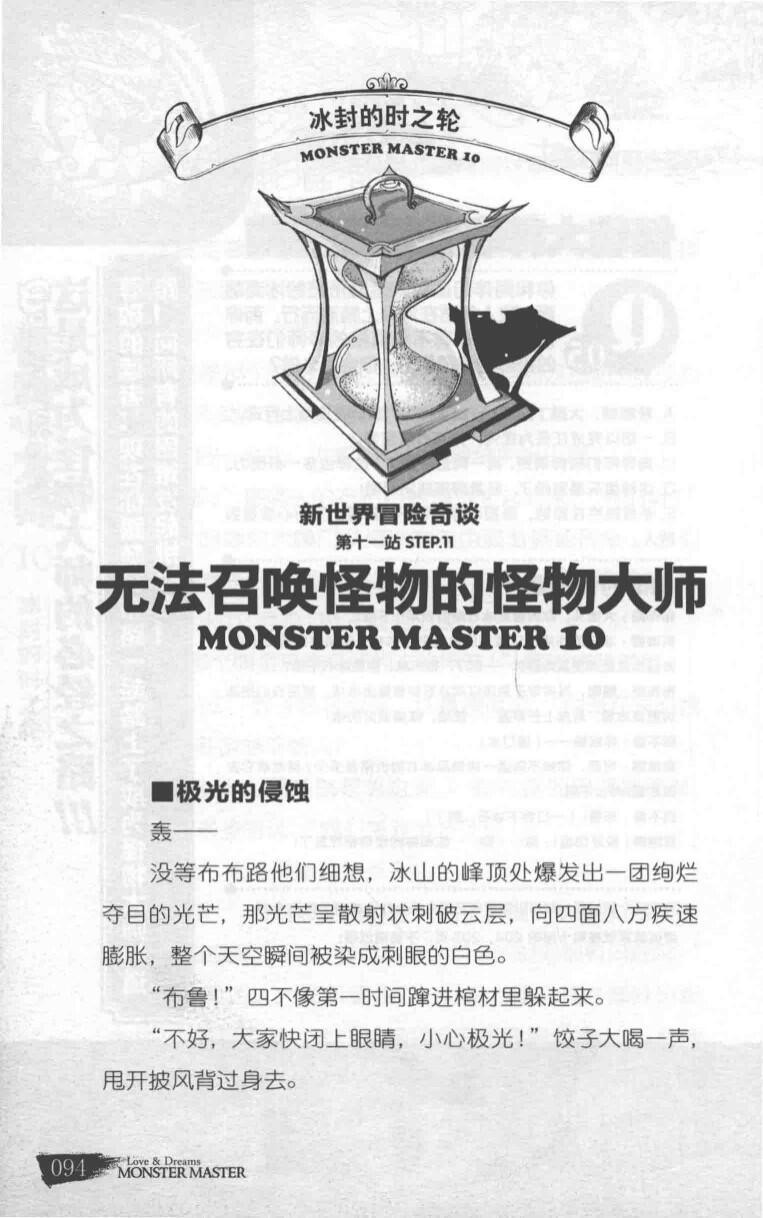 冰封的时之轮
MONSTER MASTER 10
新世界冒险奇谈
第十一站 STEP.11
无法召唤怪物的怪物大师
MONSTER MASTER 10
■极光的侵蚀
轰——
没等布布路他们细想，冰山的峰顶处爆发出一团绚烂
夺目的光芒，那光芒呈散射状刺破云层，向四面八方疾速
膨胀，整个天空瞬间被染成刺眼的白色。
“布鲁！”四不像第一时间蹿进棺材里躲起来。
“不好，大家快闭上眼睛，小心极光！”饺子大喝一声，
甩开披风背过身去。
094
Love & Dreams
MONSTER MASTER